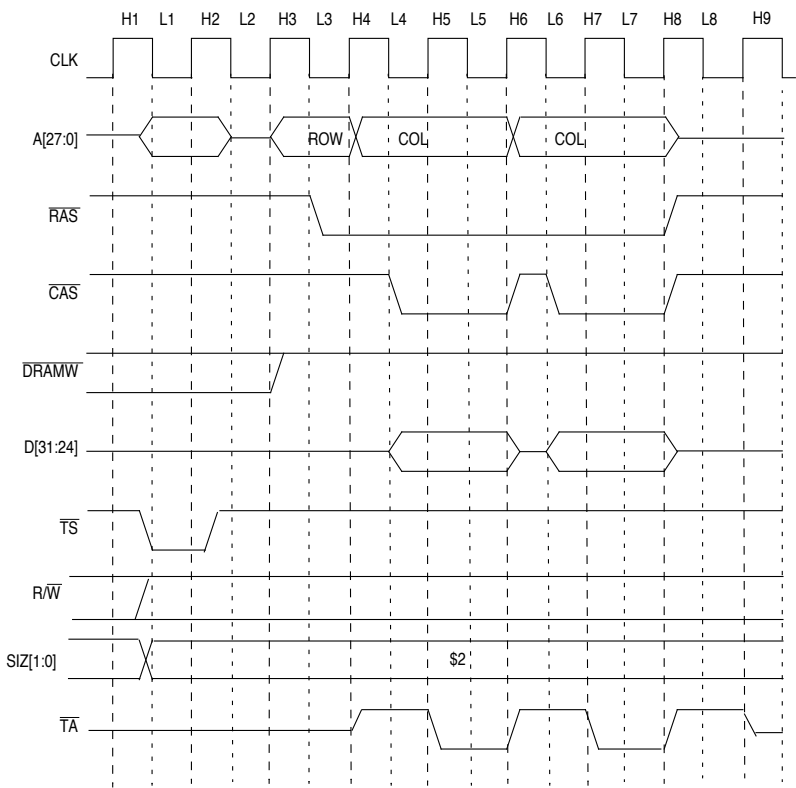 H1 L1 H2 L2 H3 L3 H4 L4 H5 L5 H6 L6 H7 L7 H8 L8 H9
CLK
A[27:0] ROW COL COL
RAS
CAS
DRAMW
D[31:24]
TS
R/W
SIZ[1:0] $2
TA